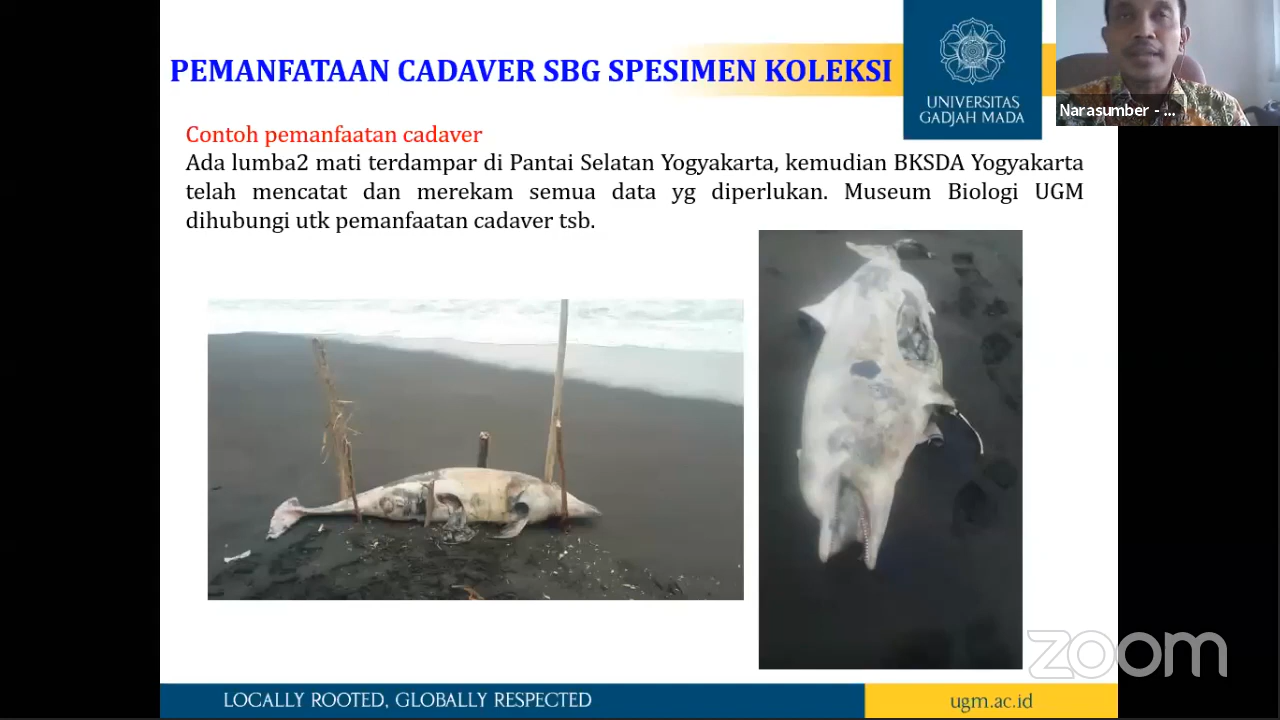 PEMANFATAAN CADAVER SBG SPESIMEN KOLEKSI
UNIVERSITAS
GADJAH MADA
Narasumber - ...
Contoh pemanfaatan cadaver
Ada lumba2 mati terdampar di Pantai Selatan Yogyakarta, kemudian BKSDA Yogyakarta
telah mencatat dan merekam semua data yg diperlukan. Museum Biologi UGM
dihubungi utk pemanfaatan cadaver tsb.
zoom
LOCALLY ROOTED, GLOBALLY RESPECTED
ugm.ac.id